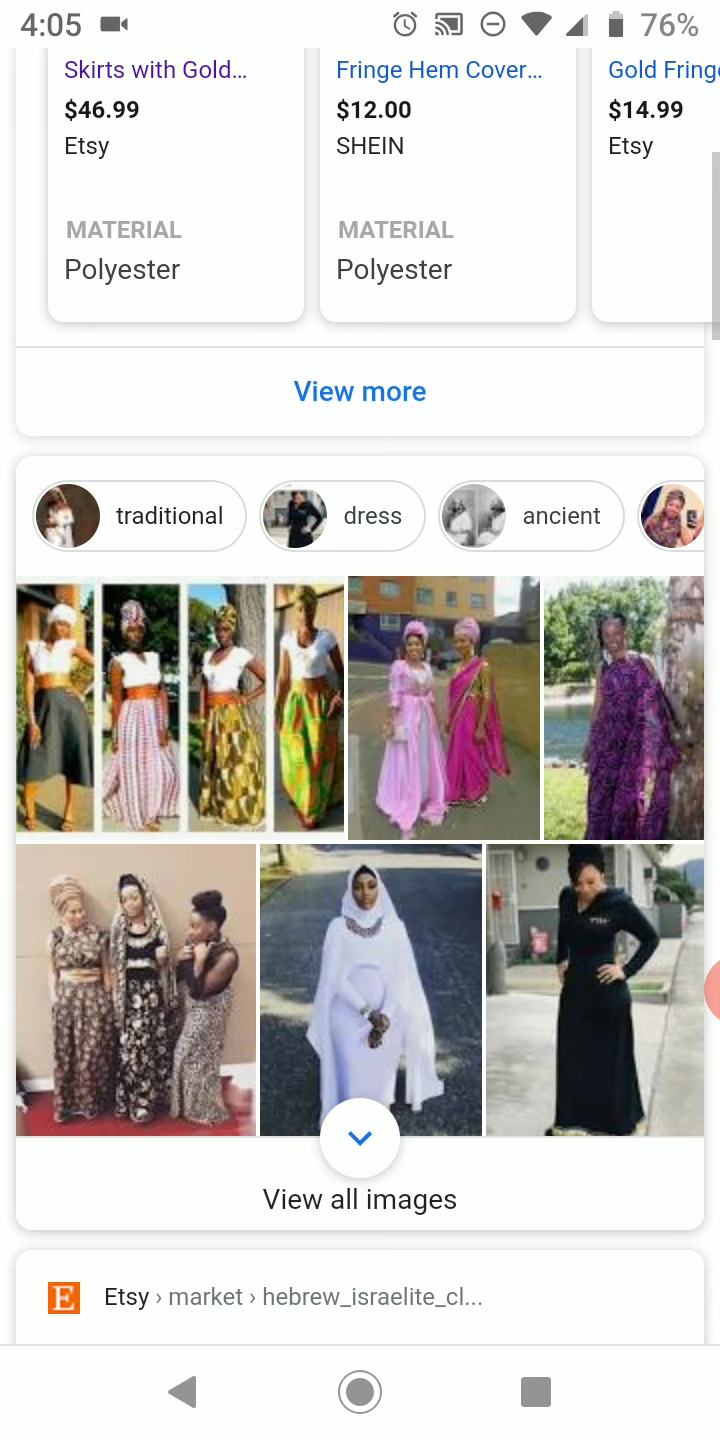 4:05 76%
Skirts with Gold... Fringe Hem Cover... Gold Fring
$46.99 $12.00 $14.99
Etsy SHEIN Etsy
MATERIAL MATERIAL
Polyester Polyester
View more
traditional dress ancient
View all images
E Etsy › market › hebrew_israelite_cl...